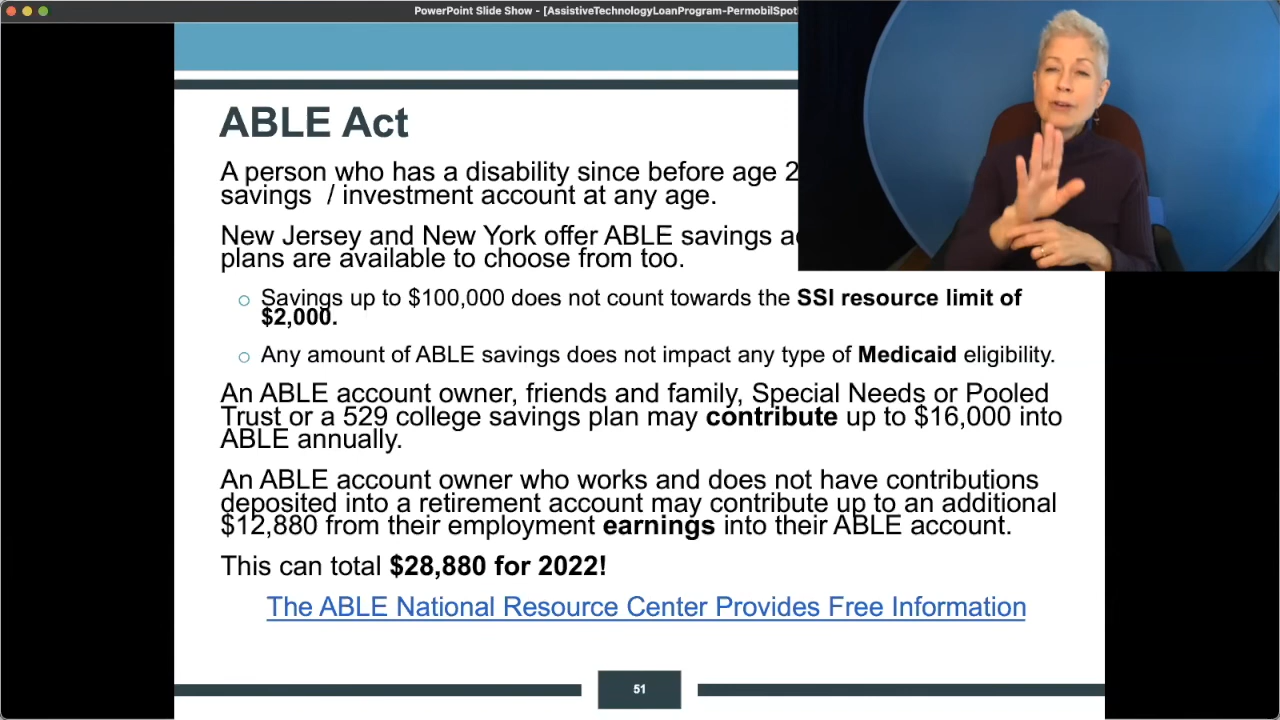 PowerPoint Slide Show - [AssistiveTechnologyLoanProgram-PermobilSpot
ABLE Act
A person who has a disability since before age 2
savings / investment account at any age.
New Jersey and New York offer ABLE savings
plans are available to choose from too.
Savings up to $100,000 does not count towards the SSI resource limit of
$2,000.
Any amount of ABLE savings does not impact any type of Medicaid eligibility.
An ABLE account owner, friends and family, Special Needs or Pooled
Trust or a 529 college savings plan may contribute up to $16,000 into
ABLE annually.
An ABLE account owner who works and does not have contributions
deposited into a retirement account may contribute up to an additional
$12,880 from their employment earnings into their ABLE account.
This can total $28,880 for 2022!
The ABLE National Resource Center Provides Free Information
51